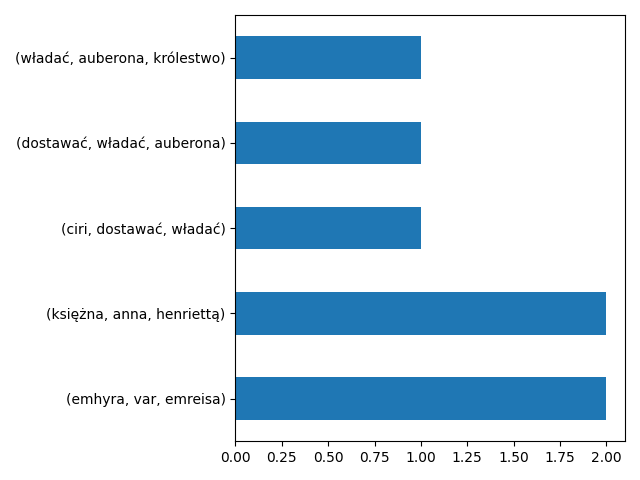 (władać, auberona, królestwo)
(dostawać, władać, auberona)
(ciri, dostawać, władać)
(księżna, anna, henriettą)
(emhyra, var, emreisa)
0.00 0.25 0.50 0.75 1.00 1.25 1.50 1.75 2.00